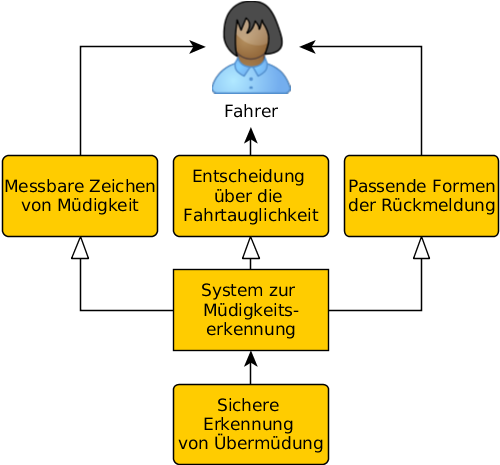 Fahrer
Messbare Zeichen
von Müdigkeit
Entscheidung
über die
Fahrtauglichkeit
Passende Formen
der Rückmeldung
System zur
Müdigkeits-
erkennung
Sichere
Erkennung
von Übermüdung